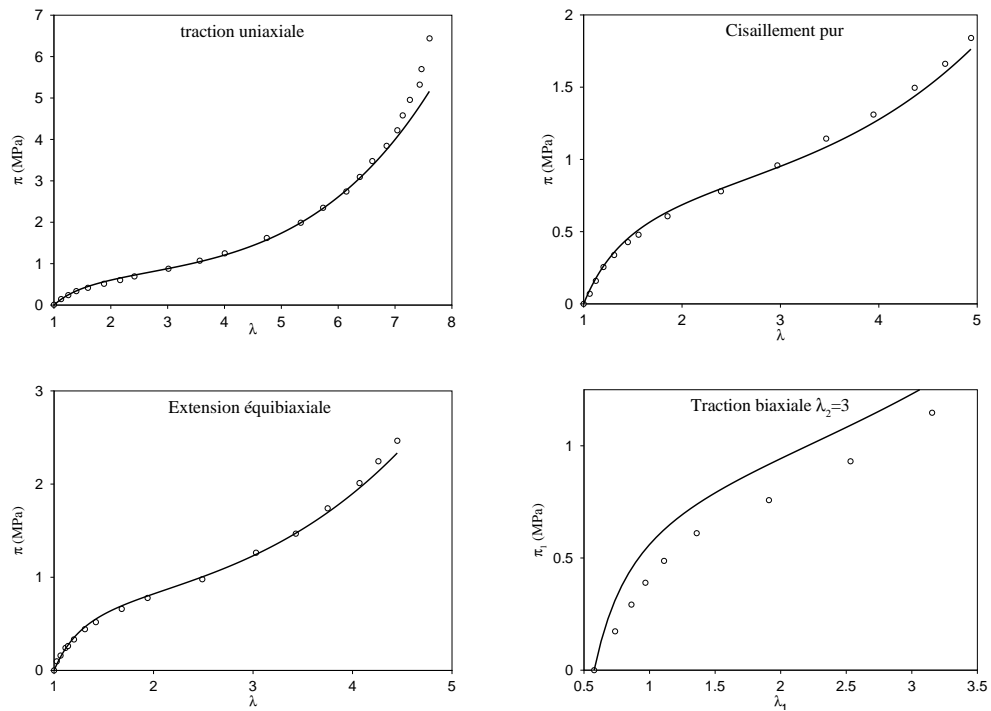 traction uniaxiale
7
6
5
4
3
2
1
0
π (MPa)
1 2 3 4 5 6 7 8
λ
Cisaillement pur
2
1.5
1
0.5
0
π (MPa)
1 2 3 4 5
λ
Extension équibiaxiale
3
2
1
0
π (MPa)
1 2 3 4 5
λ
Traction biaxiale λ₂=3
1
0.5
0
π₁ (MPa)
0.5 1 1.5 2 2.5 3 3.5
λ₁